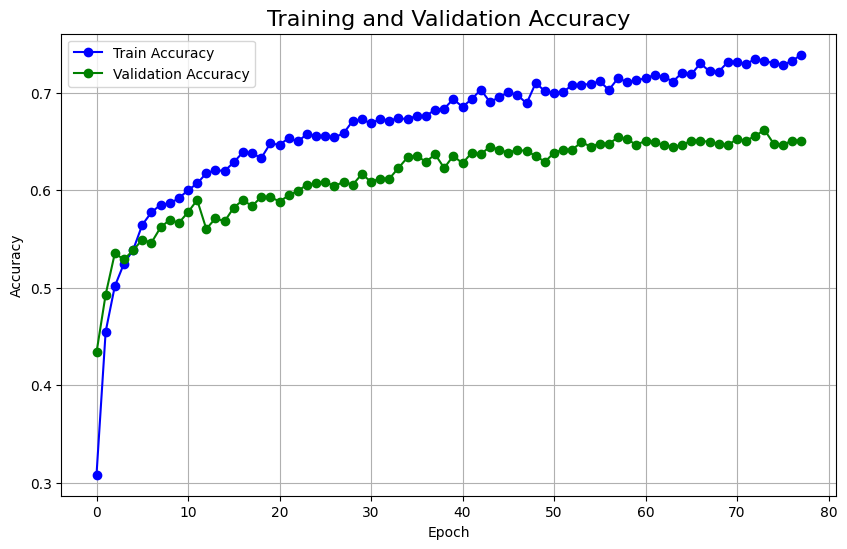 Training and Validation Accuracy
Train Accuracy
Validation Accuracy
0.7
0.6
0.5
0.4
0.3
Accuracy
0 10 20 30 40 50 60 70 80
Epoch